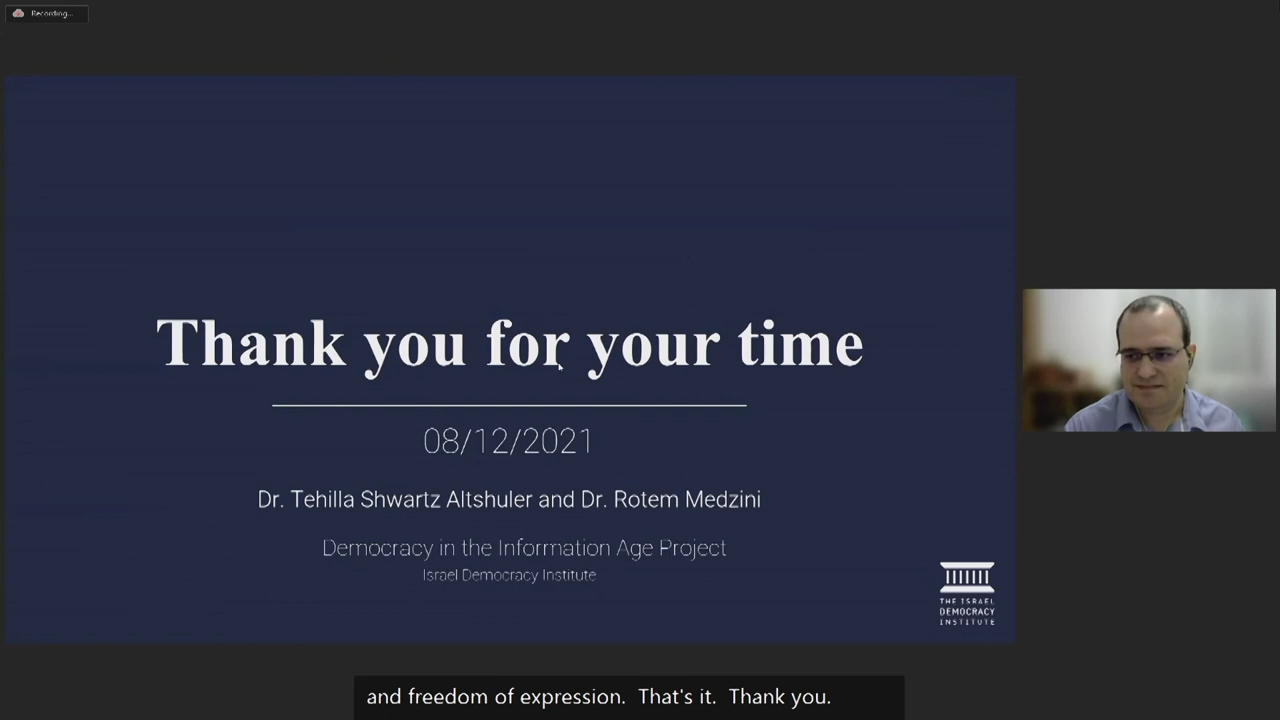 Recording...
Thank you for your time
08/12/2021
Dr. Tehilla Shwartz Altshuler and Dr. Rotem Medzini
Democracy in the Information Age Project
Israel Democracy Institute
THE ISRAEL
DEMOCRACY
INSTITUTE
and freedom of expression. That's it. Thank you.